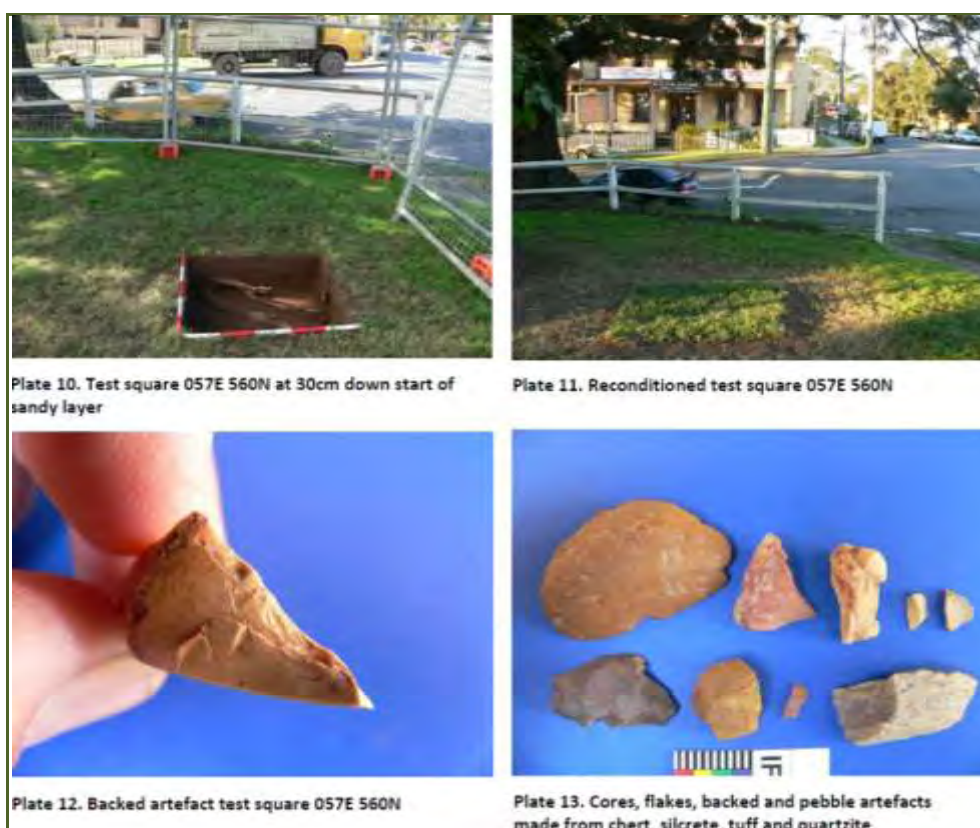 Plate 10. Test square 057E 560N at 30cm down start of
sandy layer
Plate 11. Reconditioned test square 057E 560N
Plate 12. Backed artefact test square 057E 560N
Plate 13. Cores, flakes, backed and pebble artefacts
made from chert, silcrete, tuff and quartzite